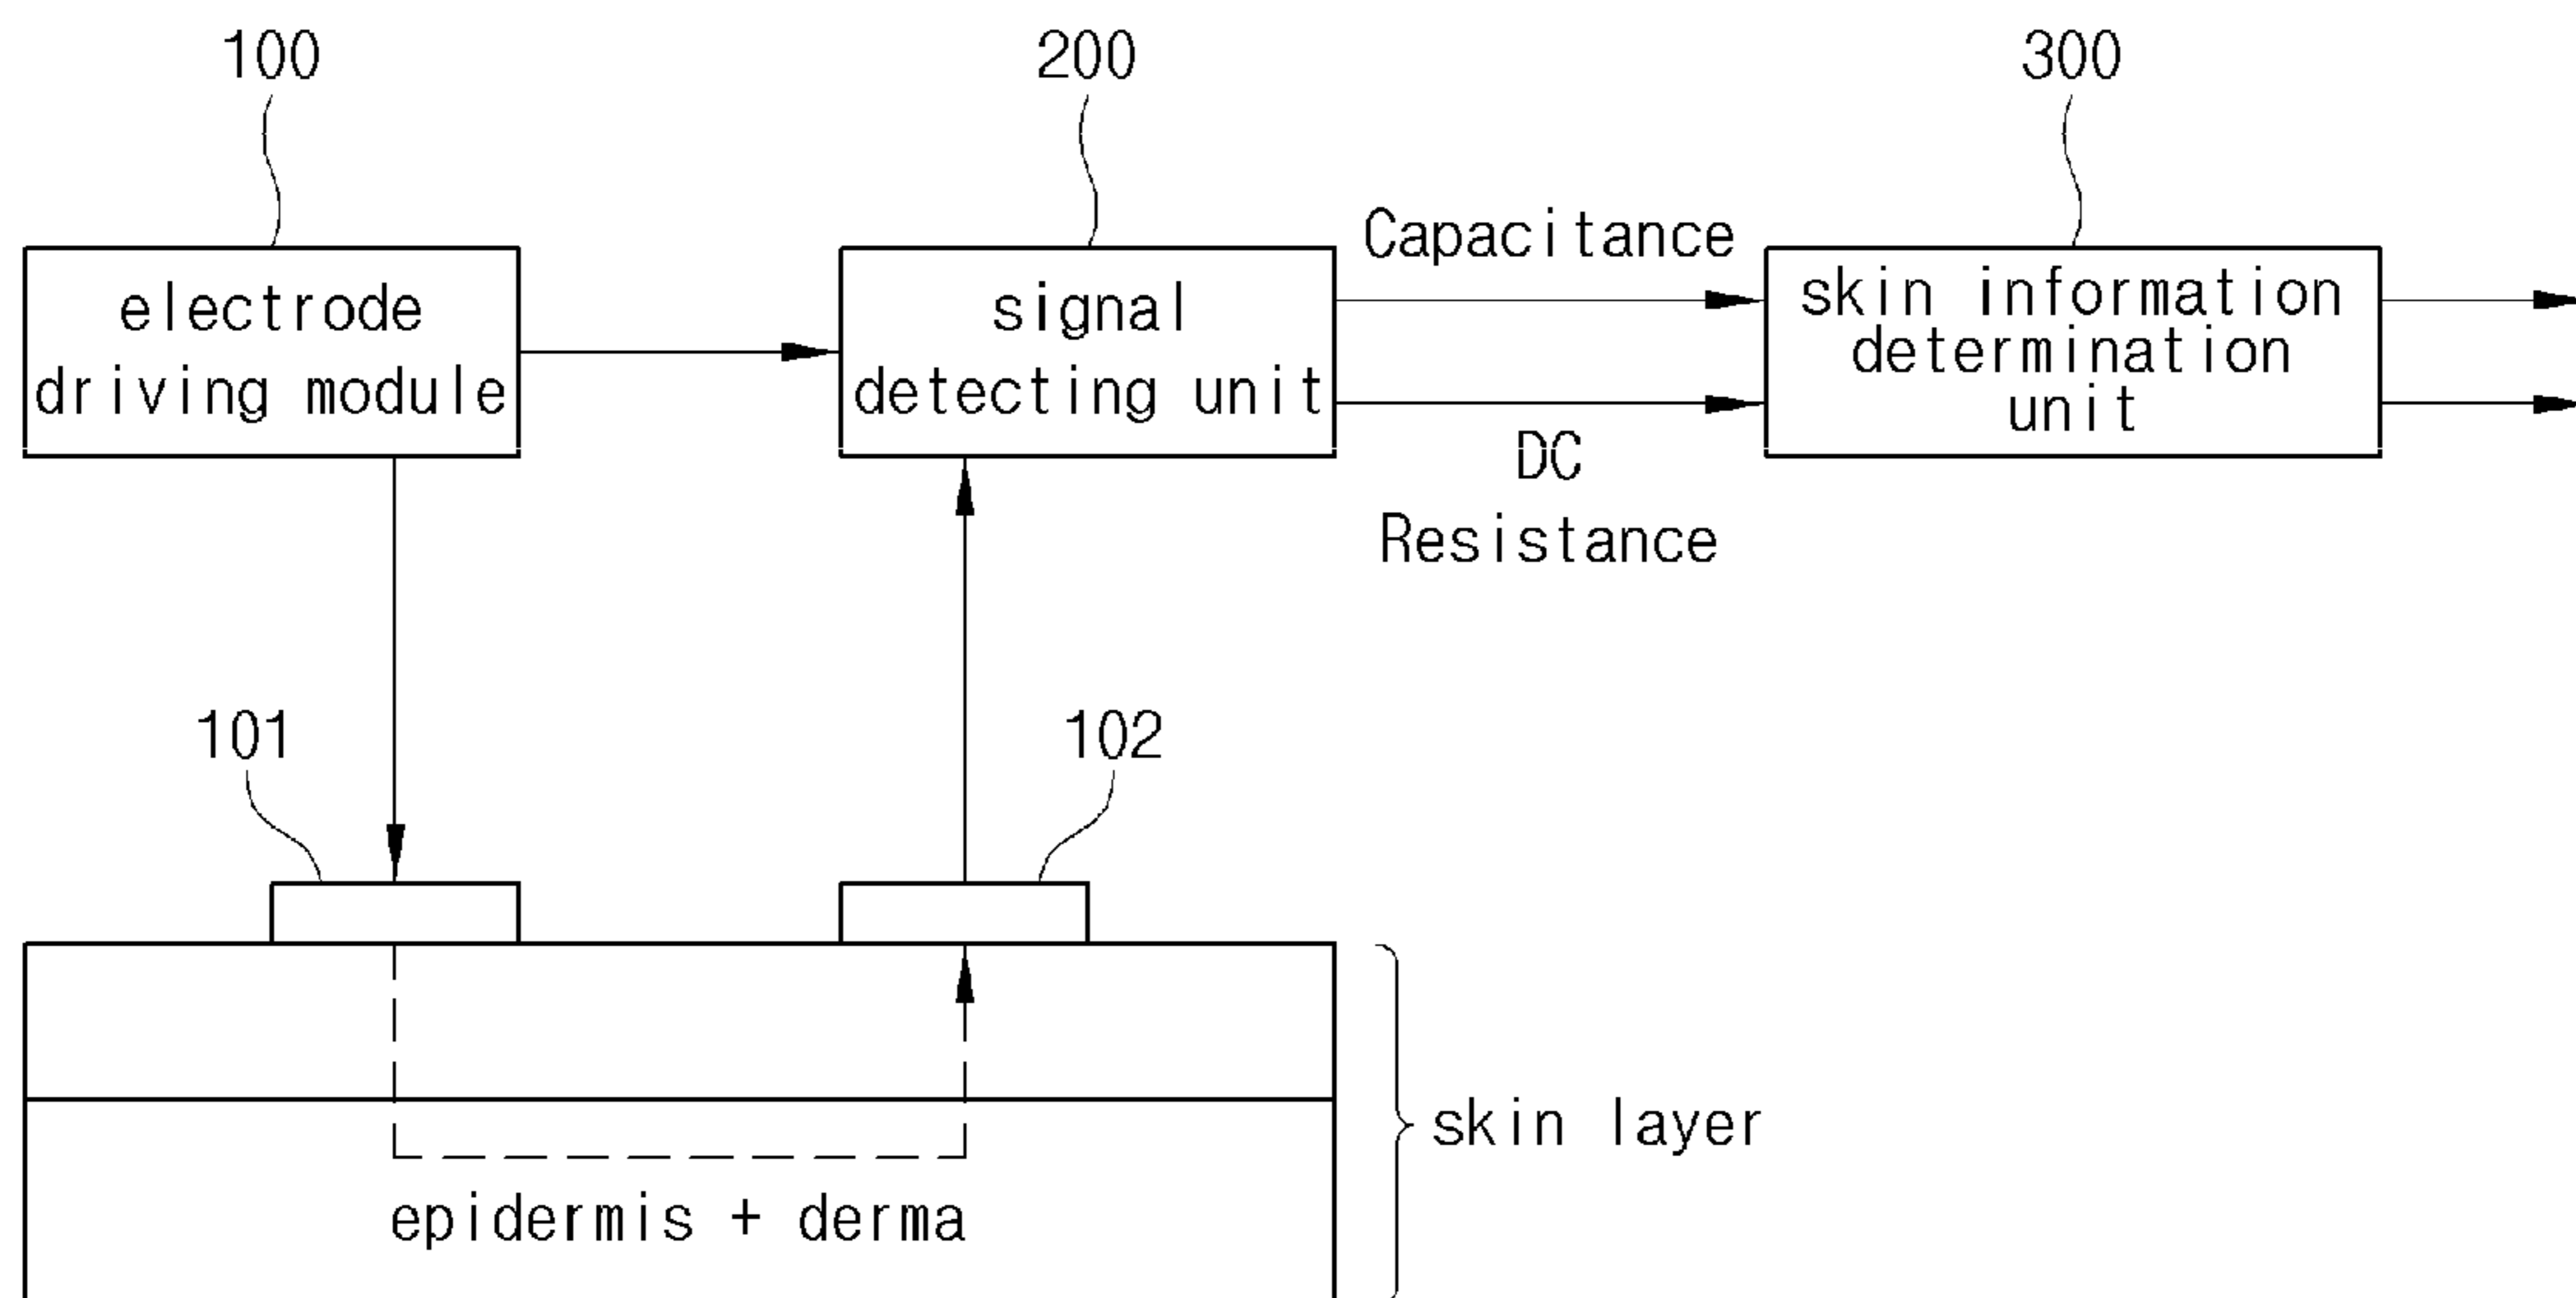 100
200
300
electrode
driving module
signal
detecting unit
Capacitance
DC
Resistance
skin information
determination
unit
101
102
skin layer
epidermis + derma